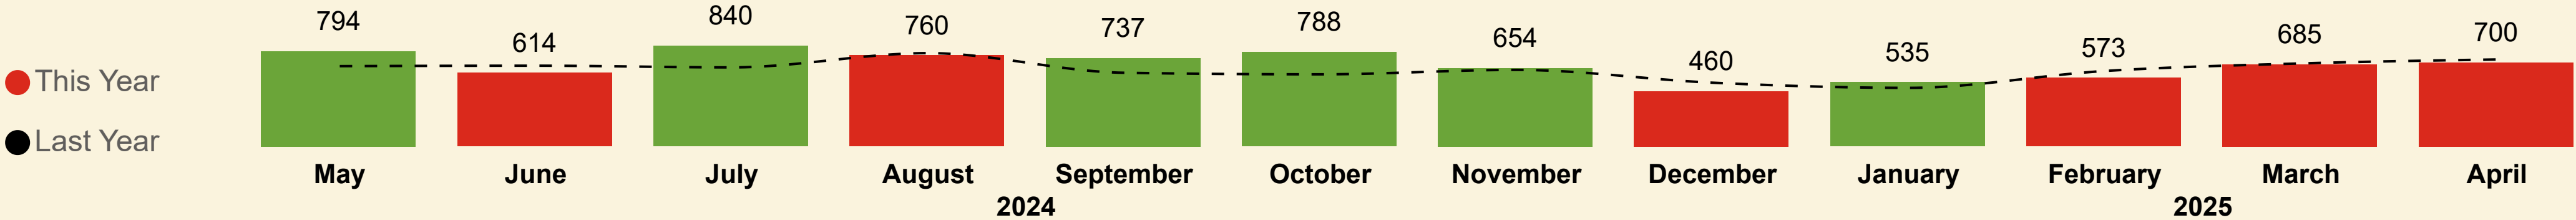 794 614 840 760 737 788 654 460 535 573 685 700
This Year
Last Year
May June July August September October November December January February March April
2024 2025